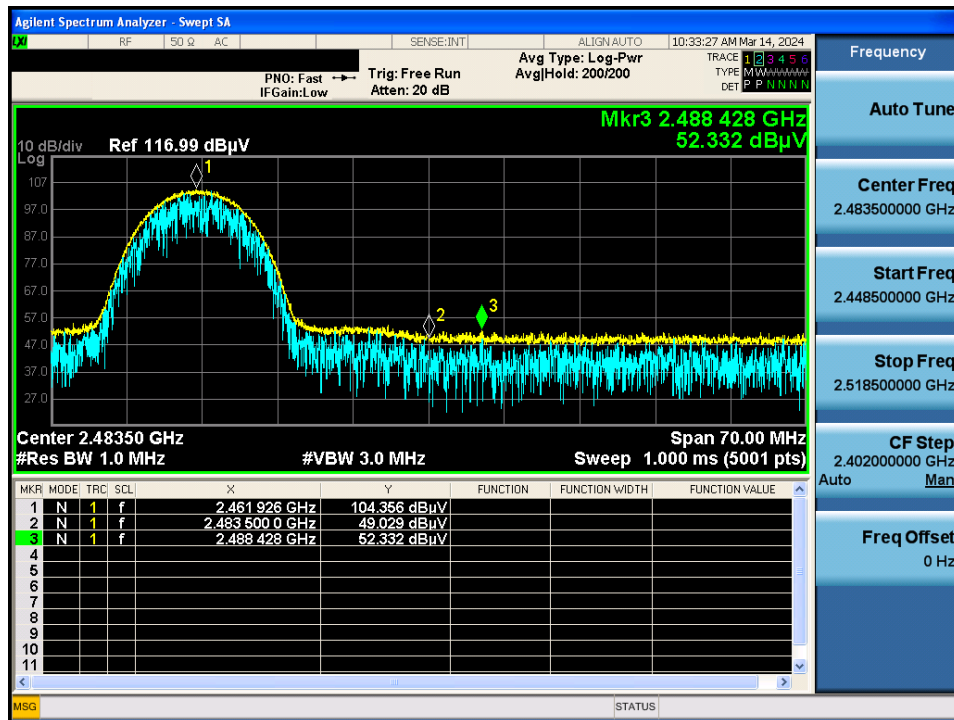 Agilent Spectrum Analyzer - Swept SA
LXI RF 50 Ω AC SENSE:INT ALIGN AUTO 10:33:27 AM Mar 14, 2024
PNO: Fast Trig: Free Run Avg Type: Log-Pwr TRACE 1 2 3 4 5 6
IFGain:Low Atten: 20 dB Avg|Hold: 200/200 TYPE MWWWWW
DET P P N N N N
Mkr3 2.488 428 GHz
52.332 dBµV
10 dB/div Ref 116.99 dBµV
Log
107
97.0
87.0
77.0
67.0
57.0
47.0
37.0
27.0
1
2
3
Center 2.48350 GHz Span 70.00 MHz
#Res BW 1.0 MHz #VBW 3.0 MHz Sweep 1.000 ms (5001 pts)
MKR MODE TRC SCL X Y FUNCTION FUNCTION WIDTH FUNCTION VALUE
1 N 1 f 2.461 926 GHz 104.356 dBµV
2 N 1 f 2.483 500 0 GHz 49.029 dBµV
3 N 1 f 2.488 428 GHz 52.332 dBµV
4
5
6
7
8
9
10
11
MSG STATUS
Frequency
Auto Tune
Center Freq
2.483500000 GHz
Start Freq
2.448500000 GHz
Stop Freq
2.518500000 GHz
CF Step
2.402000000 GHz
Auto Man
Freq Offset
0 Hz